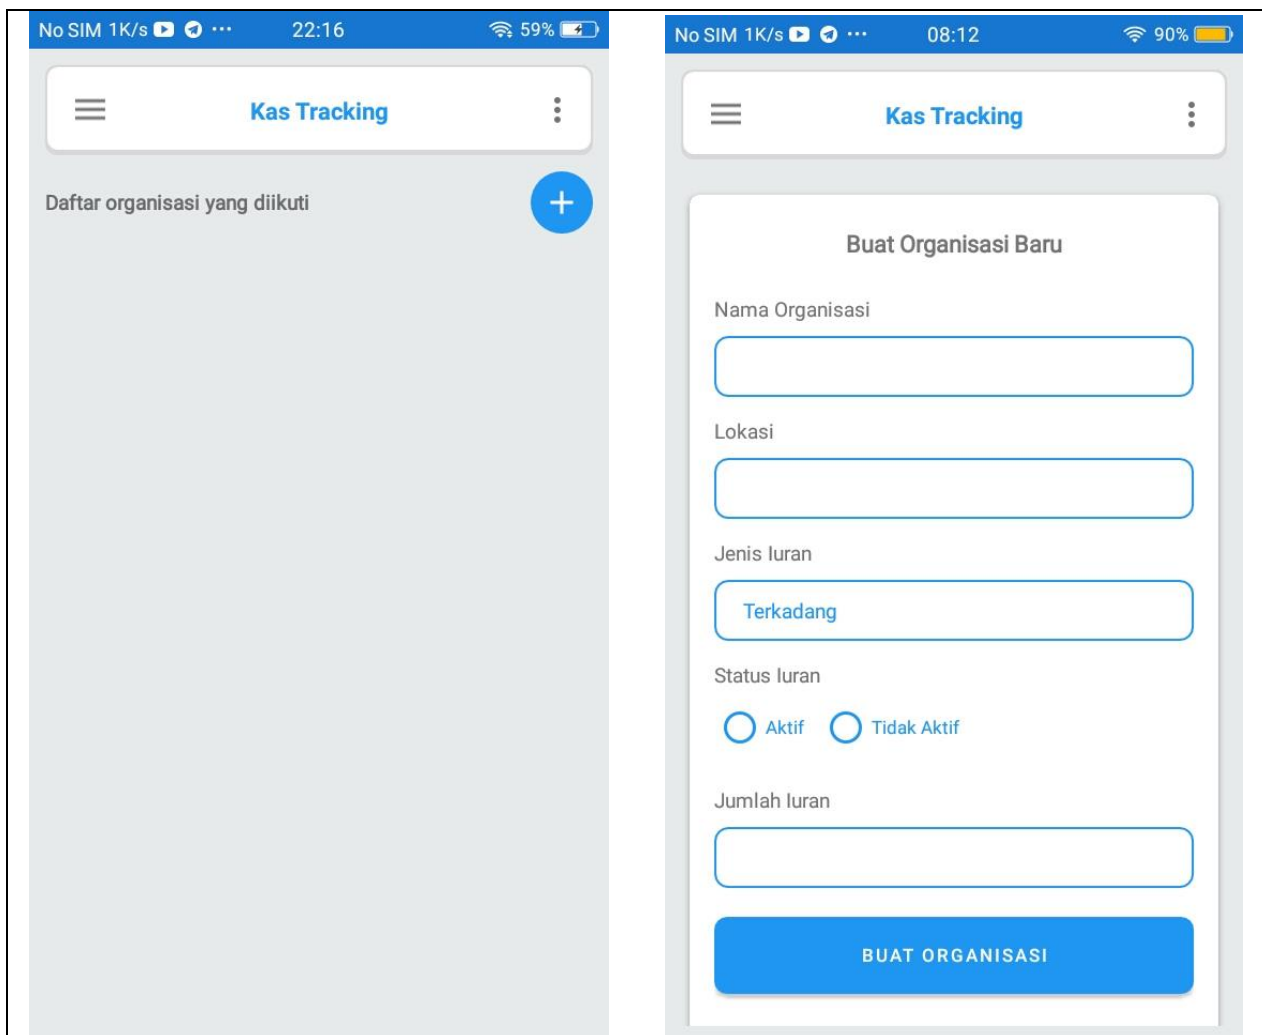 No SIM 1K/s ··· 22:16 59%
Kas Tracking
Daftar organisasi yang diikuti
No SIM 1K/s ··· 08:12 90%
Kas Tracking
Buat Organisasi Baru
Nama Organisasi
Lokasi
Jenis Iuran
Terkadang
Status Iuran
Aktif Tidak Aktif
Jumlah Iuran
BUAT ORGANISASI